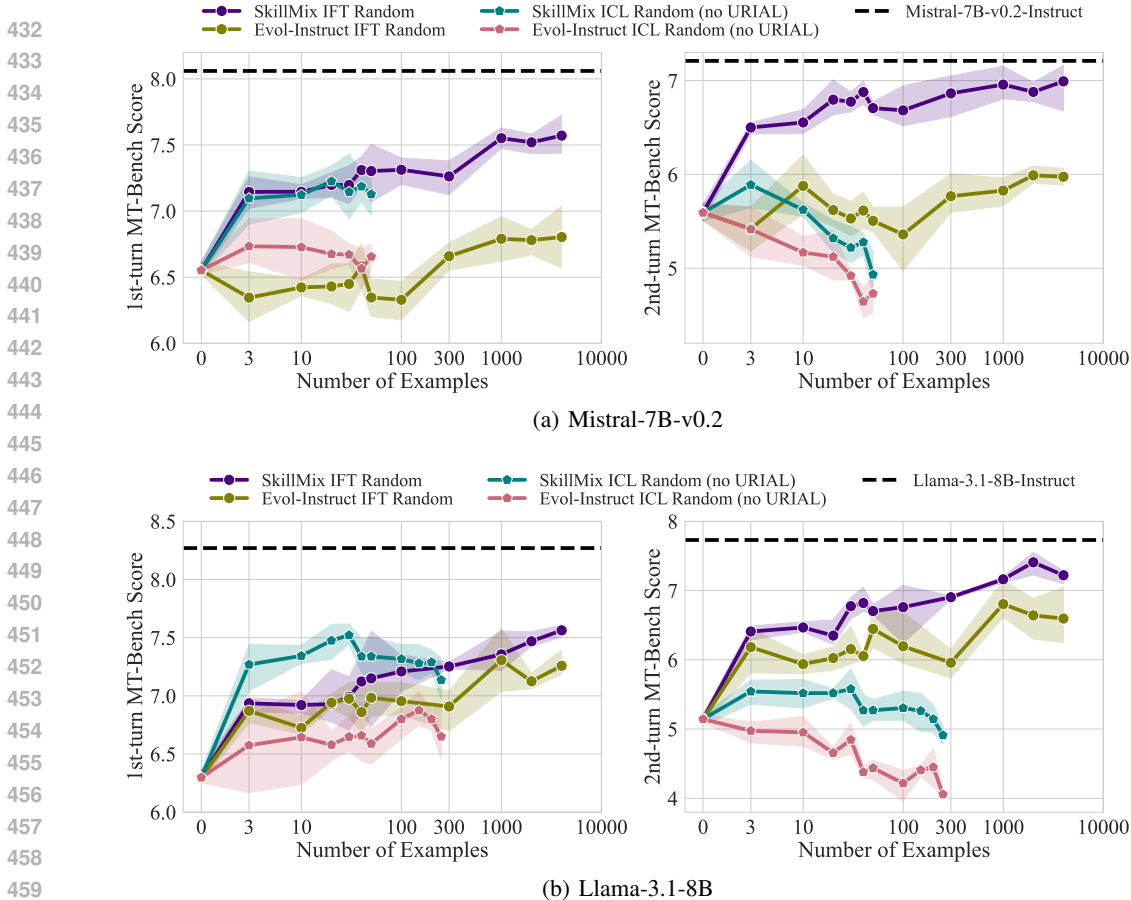 432
433
434
435
436
437
438
439
440
441
442
443
444
445
446
447
448
449
450
451
452
453
454
455
456
457
458
459
SkillMix IFT Random
Evol-Instruct IFT Random
SkillMix ICL Random (no URIAL)
Evol-Instruct ICL Random (no URIAL)
Mistral-7B-v0.2-Instruct
1st-turn MT-Bench Score
8.0
7.5
7.0
6.5
6.0
0 3 10 100 300 1000 10000
Number of Examples
2nd-turn MT-Bench Score
7
6
5
0 3 10 100 300 1000 10000
Number of Examples
(a) Mistral-7B-v0.2
SkillMix IFT Random
Evol-Instruct IFT Random
SkillMix ICL Random (no URIAL)
Evol-Instruct ICL Random (no URIAL)
Llama-3.1-8B-Instruct
1st-turn MT-Bench Score
8.5
8.0
7.5
7.0
6.5
6.0
0 3 10 100 300 1000 10000
Number of Examples
2nd-turn MT-Bench Score
8
7
6
5
4
0 3 10 100 300 1000 10000
Number of Examples
(b) Llama-3.1-8B